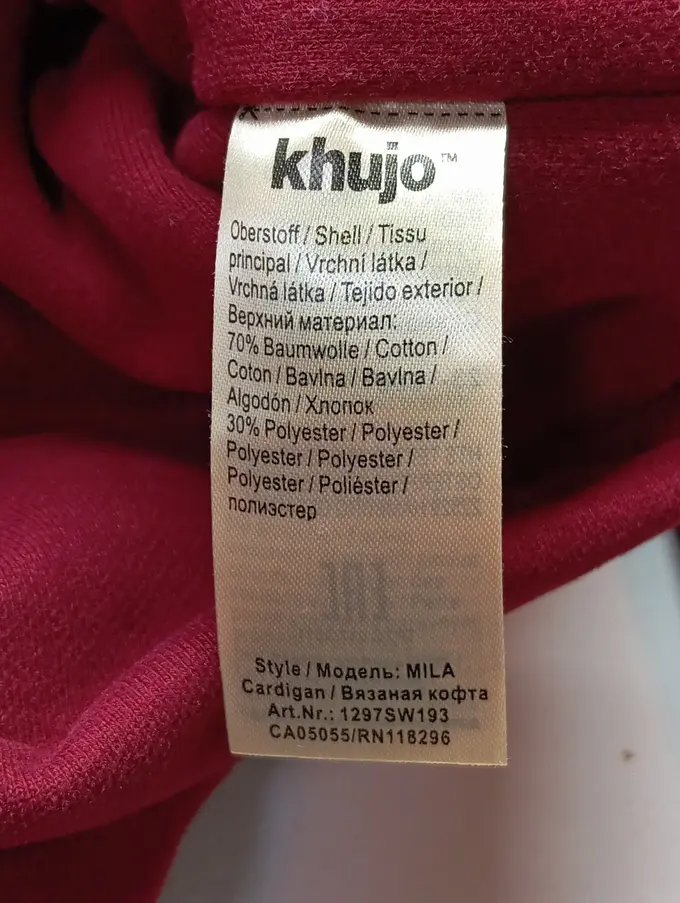 khujo™
Oberstoff / Shell / Tissu
principal / Vrchní látka /
Vrchná látka / Tejido exterior /
Верхний материал:
70% Baumwolle / Cotton /
Coton / Bavlna / Bavlna /
Algodón / Хлопок
30% Polyester / Polyester /
Polyester / Polyester /
Polyester / Poliéster /
полиэстер
Style / Модель: MILA
Cardigan / Вязаная кофта
Art.Nr.: 1297SW193
CA05055/RN118296